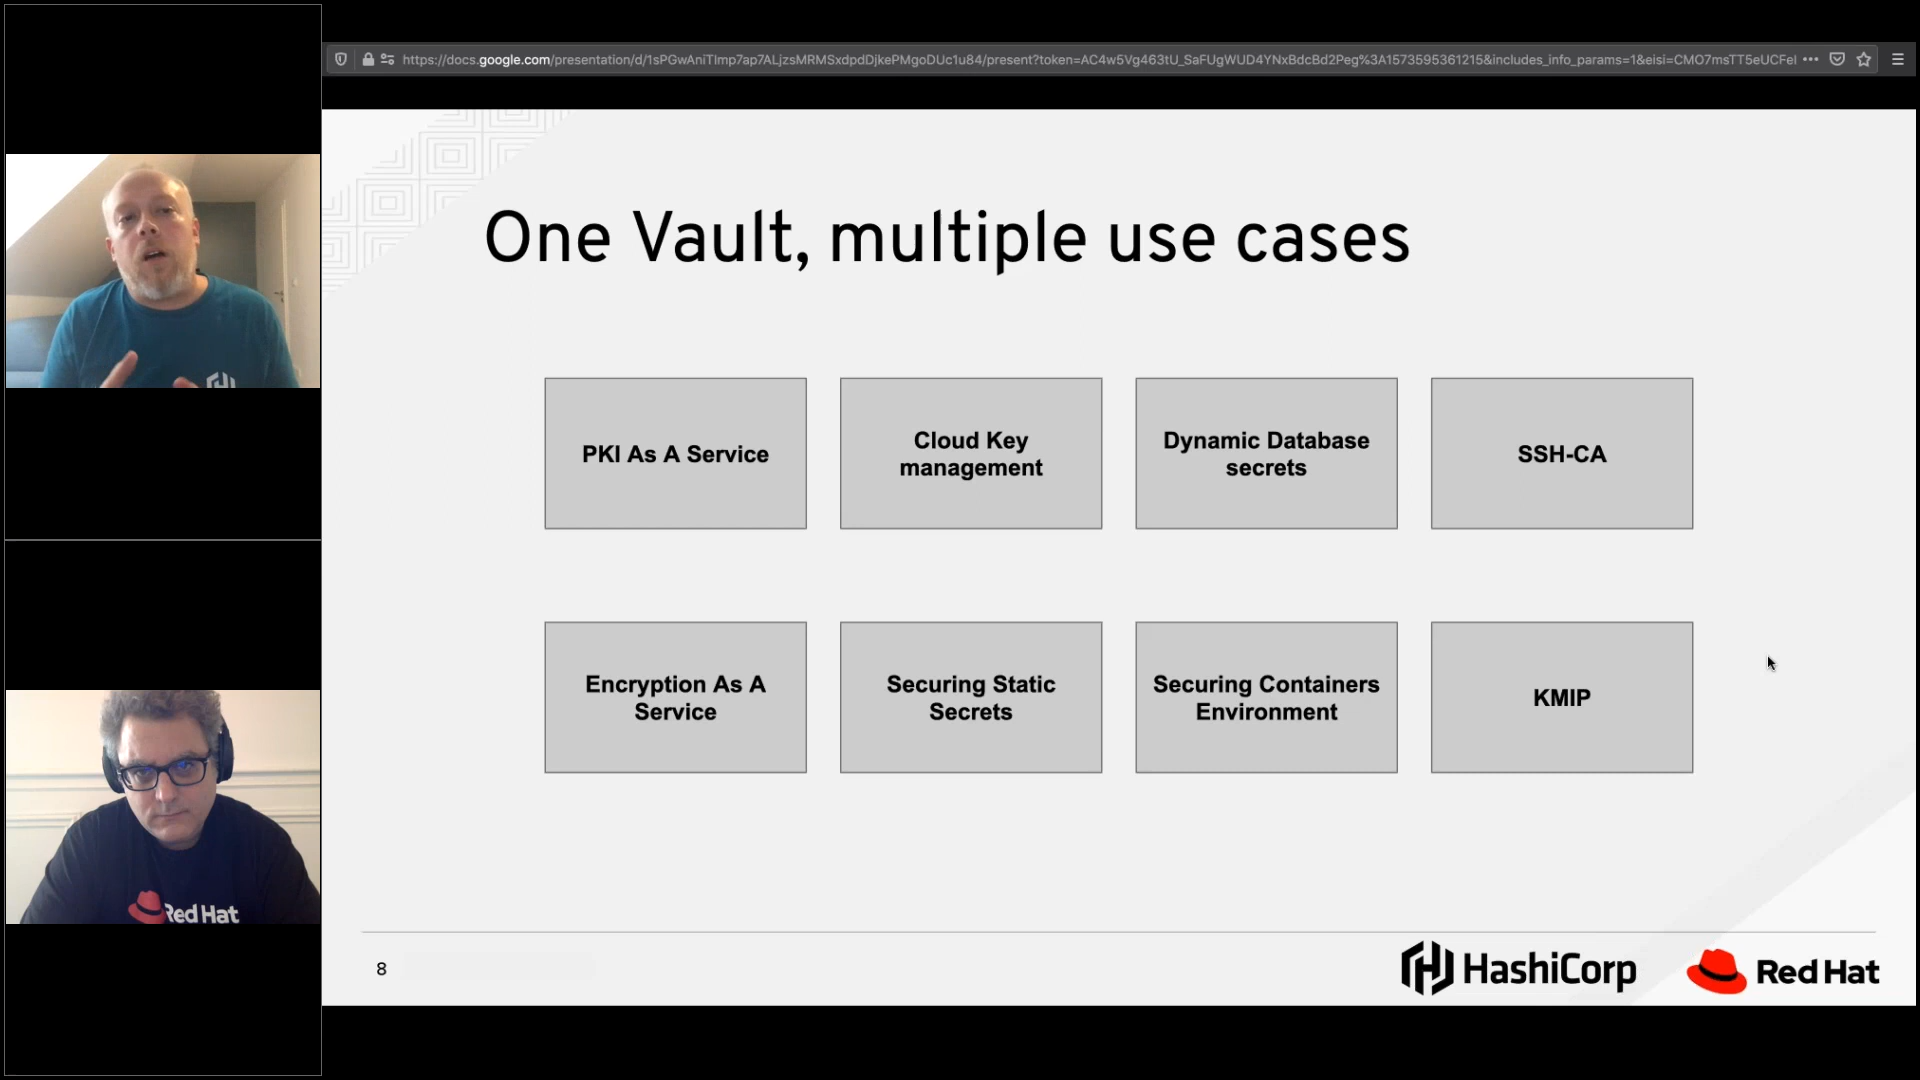 https://docs.google.com/presentation/d/1sPGwAniTImp7ap7ALjzsMRMSxdpdDjkePMgoDUc1u84/present?token=AC4w5Vg463tU_SaFUgWUD4YNxBdcBd2Peg%3A1573595361215&includes_info_params=1&eisi=CMO7msTT5eUCFeI
One Vault, multiple use cases
PKI As A Service
Cloud Key
management
Dynamic Database
secrets
SSH-CA
Encryption As A
Service
Securing Static
Secrets
Securing Containers
Environment
KMIP
Red Hat
8
HashiCorp
Red Hat